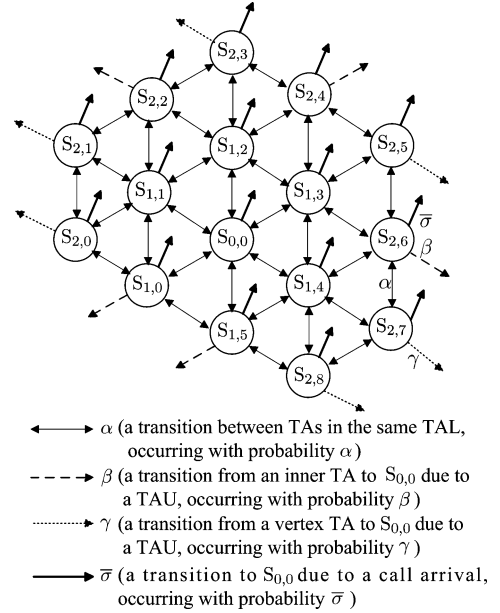 S2,3
S2,2
S2,4
S2,1
S1,2
S2,5
S1,1
S1,3
S2,0
S0,0
S2,6
σ̅
β
S1,0
S1,4
α
S1,5
S2,7
S2,8
γ
α (a transition between TAs in the same TAL,
occurring with probability α)
β (a transition from an inner TA to S0,0 due to
a TAU, occurring with probability β)
γ (a transition from a vertex TA to S0,0 due to
a TAU, occurring with probability γ)
σ̅ (a transition to S0,0 due to a call arrival,
occurring with probability σ̅)